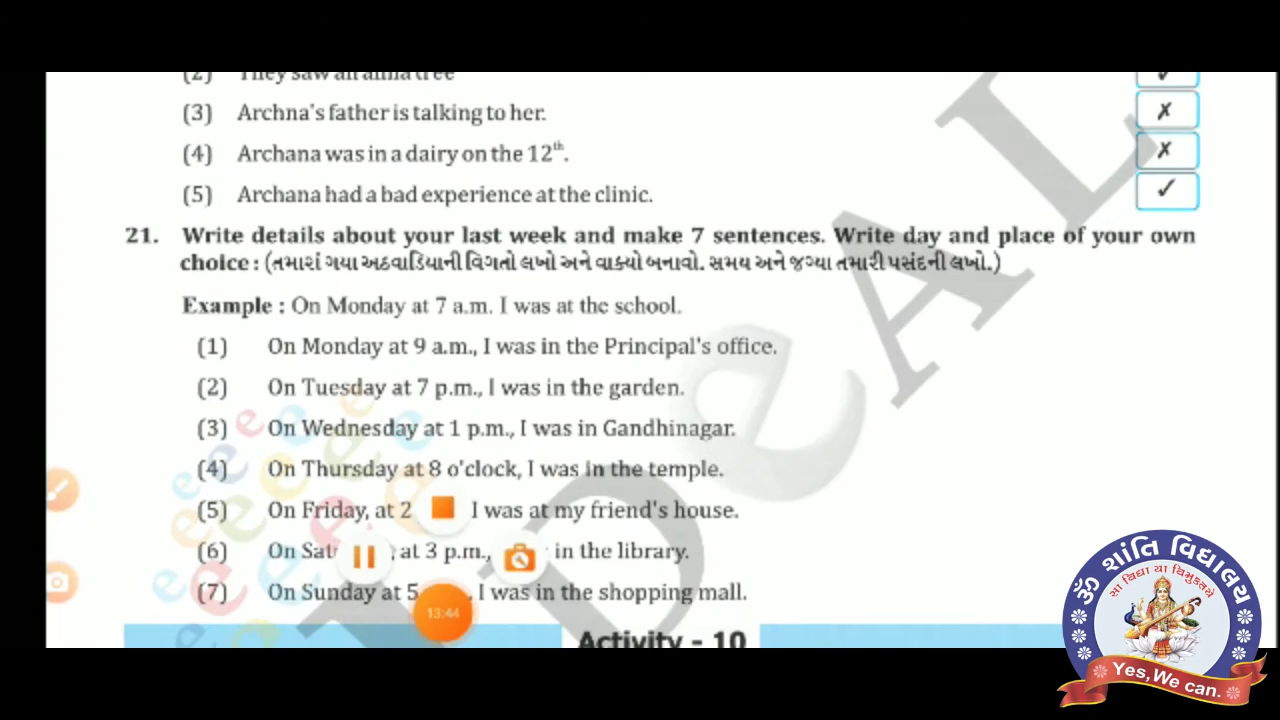 (2) They saw an amla tree ✓
(3) Archna's father is talking to her. ✗
(4) Archana was in a dairy on the 12th. ✗
(5) Archana had a bad experience at the clinic. ✓
21. Write details about your last week and make 7 sentences. Write day and place of your own
choice : (તમારાં ગયા અઠવાડિયાની વિગતો લખો અને વાક્યો બનાવો. સમય અને જગ્યા તમારી પસંદની લખો.)
Example : On Monday at 7 a.m. I was at the school.
(1) On Monday at 9 a.m., I was in the Principal's office.
(2) On Tuesday at 7 p.m., I was in the garden.
(3) On Wednesday at 1 p.m., I was in Gandhinagar.
(4) On Thursday at 8 o'clock, I was in the temple.
(5) On Friday, at 2 I was at my friend's house.
(6) On Sat at 3 p.m., in the library.
(7) On Sunday at 5 I was in the shopping mall.
13:44
Activity - 10
IDeAL
ૐ શાંતિ વિદ્યાલય
સા વિદ્યા યા વિમુક્તયે
Yes, We can.